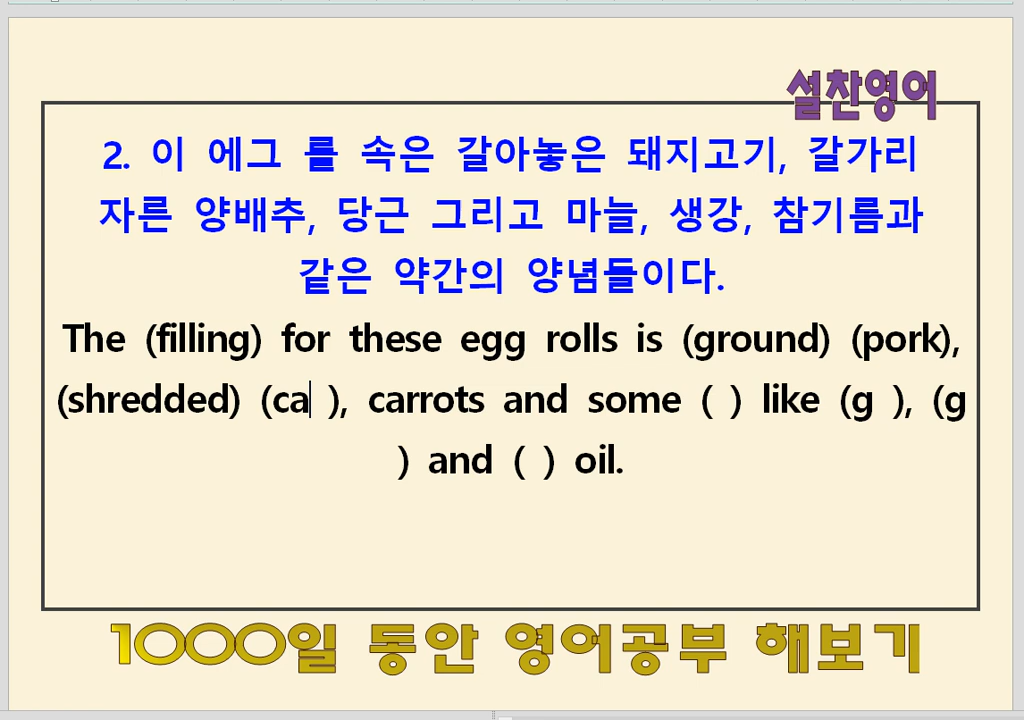 설찬영어
2. 이 에그 롤 속은 갈아놓은 돼지고기, 갈가리
자른 양배추, 당근 그리고 마늘, 생강, 참기름과
같은 약간의 양념들이다.
The (filling) for these egg rolls is (ground) (pork),
(shredded) (ca ), carrots and some ( ) like (g ), (g
) and ( ) oil.
1000일 동안 영어공부 해보기